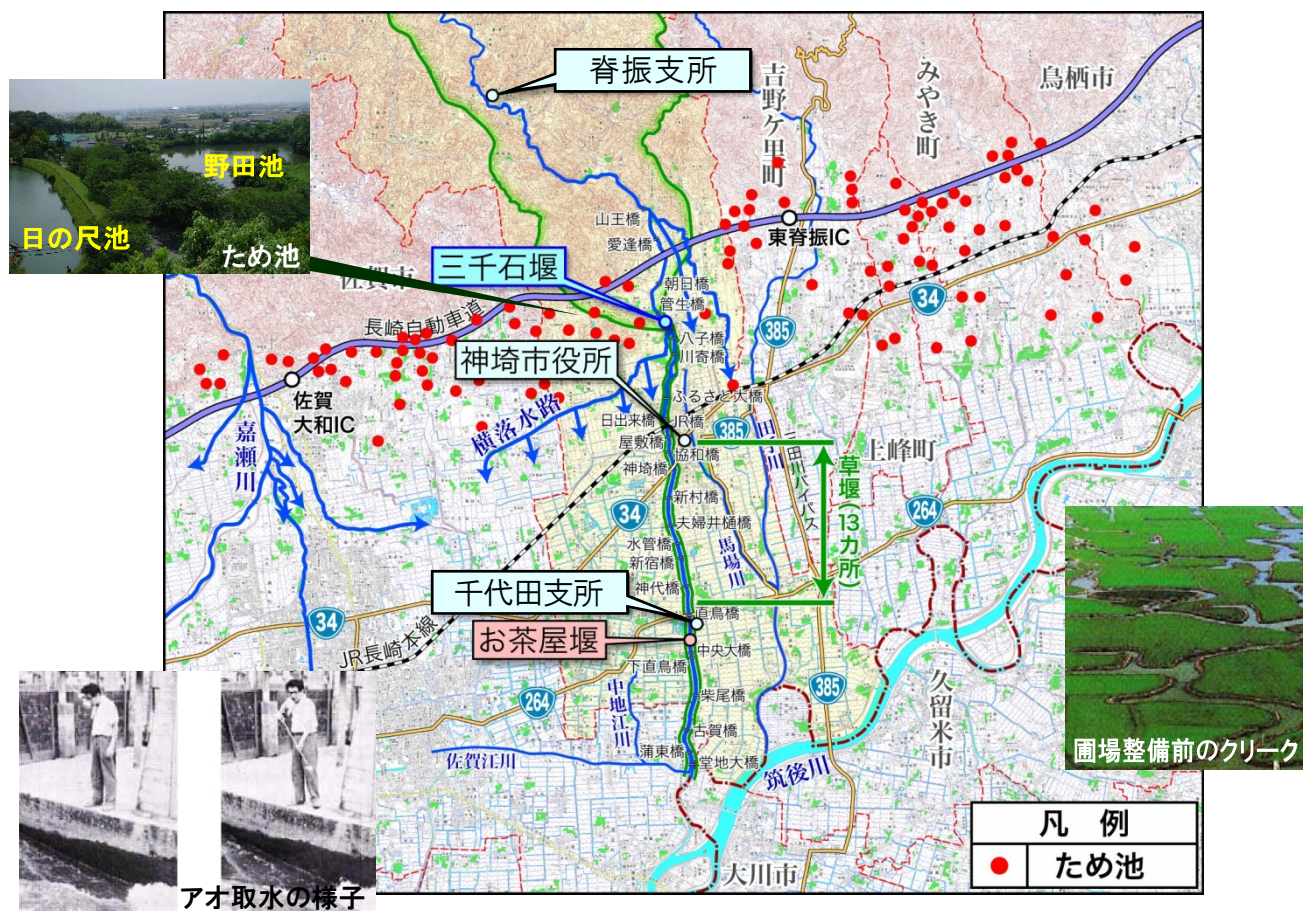 脊振支所
吉野ケ里町
みやき町
鳥栖市
野田池
日の尺池
ため池
山王橋
愛逢橋
東脊振IC
三千石堰
佐賀市
朝日橋
菅生橋
34
長崎自動車道
385
八子橋
川寄橋
神埼市役所
佐賀
大和IC
ふるさと大橋
嘉瀬川
横落水路
日出来橋
JR橋
385
屋敷橋
協和橋
神埼橋
田手川
三田川バイパス
草堰(13カ所)
上峰町
34
新村橋
264
夫婦井樋橋
水管橋
新宿橋
馬場川
神代橋
千代田支所
直鳥橋
34
お茶屋堰
JR長崎本線
中央大橋
下直鳥橋
中地江川
264
柴尾橋
385
久留米市
古賀橋
蒲東橋
佐賀江川
堂地大橋
筑後川
圃場整備前のクリーク
大川市
アオ取水の様子
凡 例
ため池